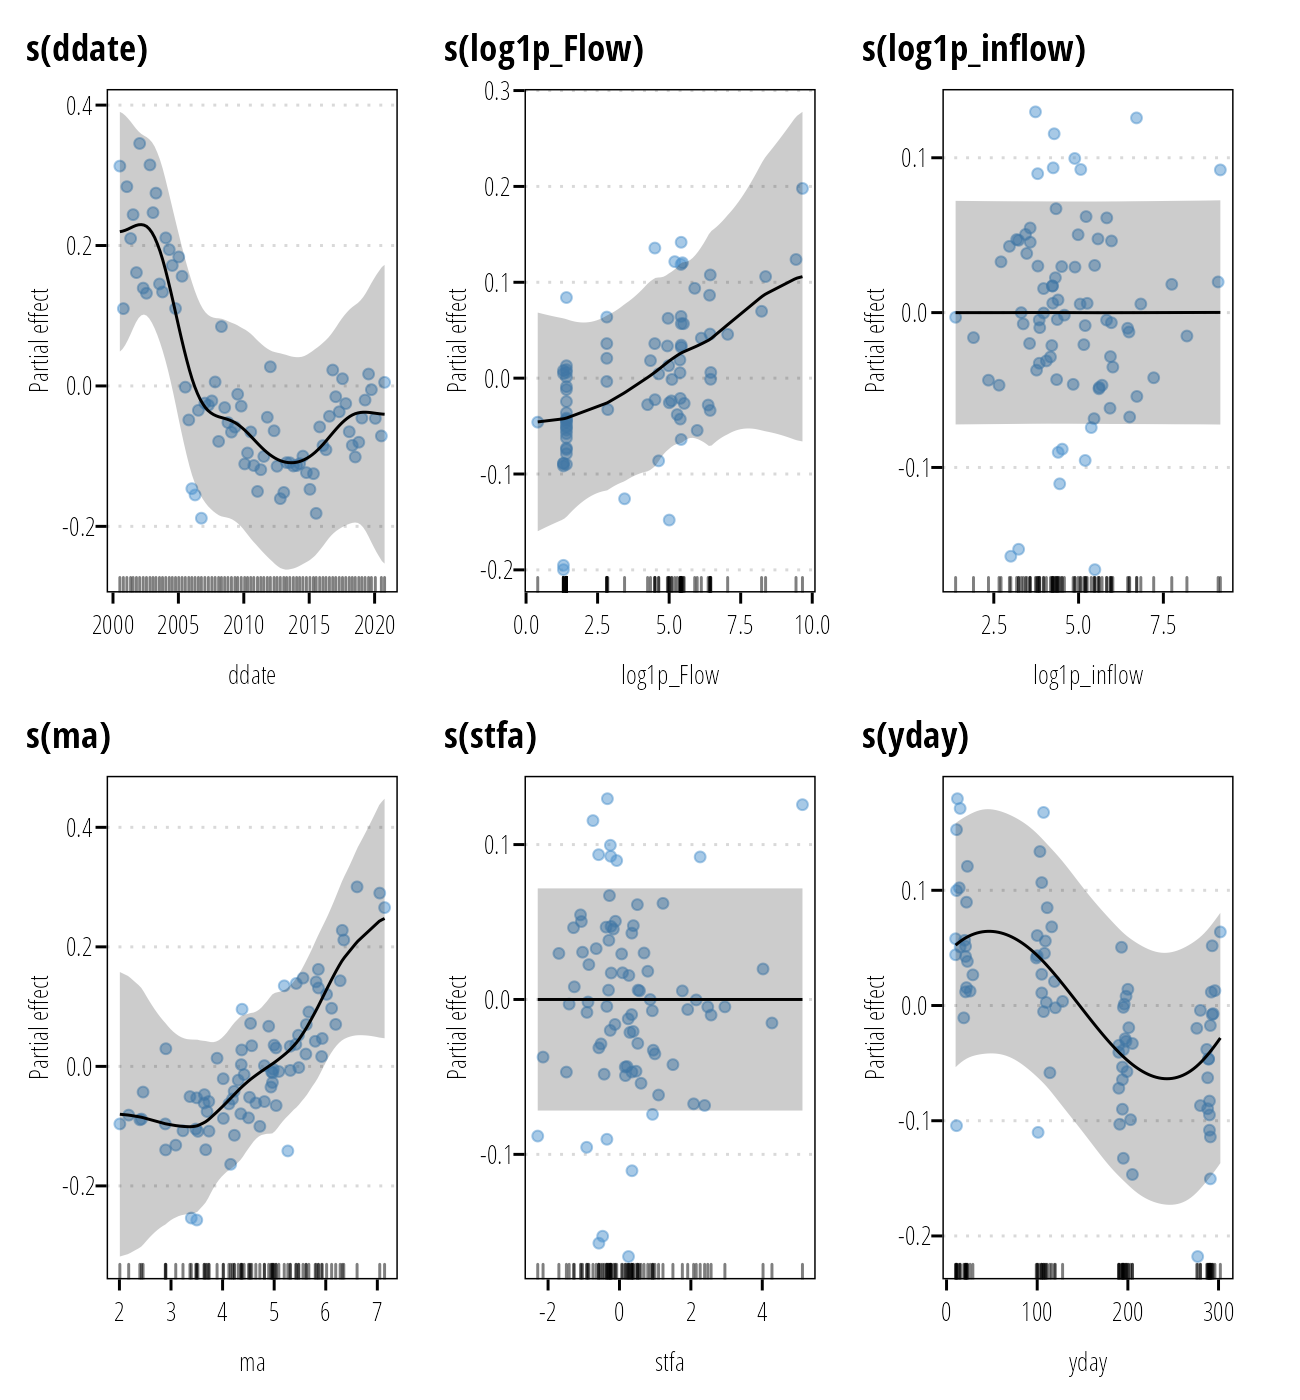 s(ddate) s(log1p_Flow) s(log1p_inflow)
0.4
0.2
0.0
-0.2
Partial effect
2000 2005 2010 2015 2020
ddate
0.3
0.2
0.1
0.0
-0.1
-0.2
Partial effect
0.0 2.5 5.0 7.5 10.0
log1p_Flow
0.1
0.0
-0.1
Partial effect
2.5 5.0 7.5
log1p_inflow
s(ma) s(stfa) s(yday)
0.4
0.2
0.0
-0.2
Partial effect
2 3 4 5 6 7
ma
0.1
0.0
-0.1
Partial effect
-2 0 2 4
stfa
0.1
0.0
-0.1
-0.2
Partial effect
0 100 200 300
yday